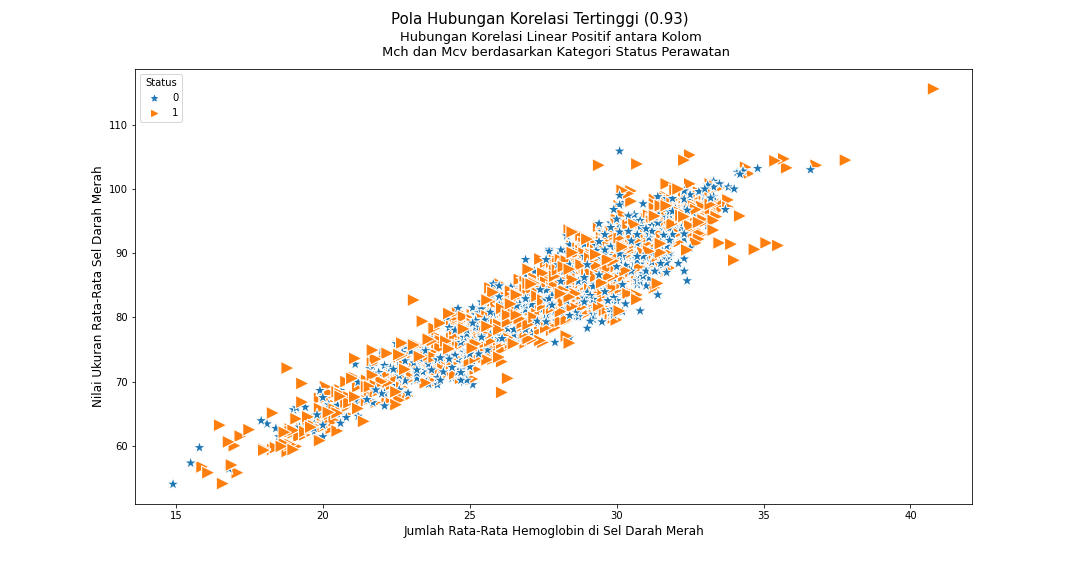 Pola Hubungan Korelasi Tertinggi (0.93)
Hubungan Korelasi Linear Positif antara Kolom
Mch dan Mcv berdasarkan Kategori Status Perawatan
Status
0
1
Nilai Ukuran Rata-Rata Sel Darah Merah
110
100
90
80
70
60
15
20
25
30
35
40
Jumlah Rata-Rata Hemoglobin di Sel Darah Merah